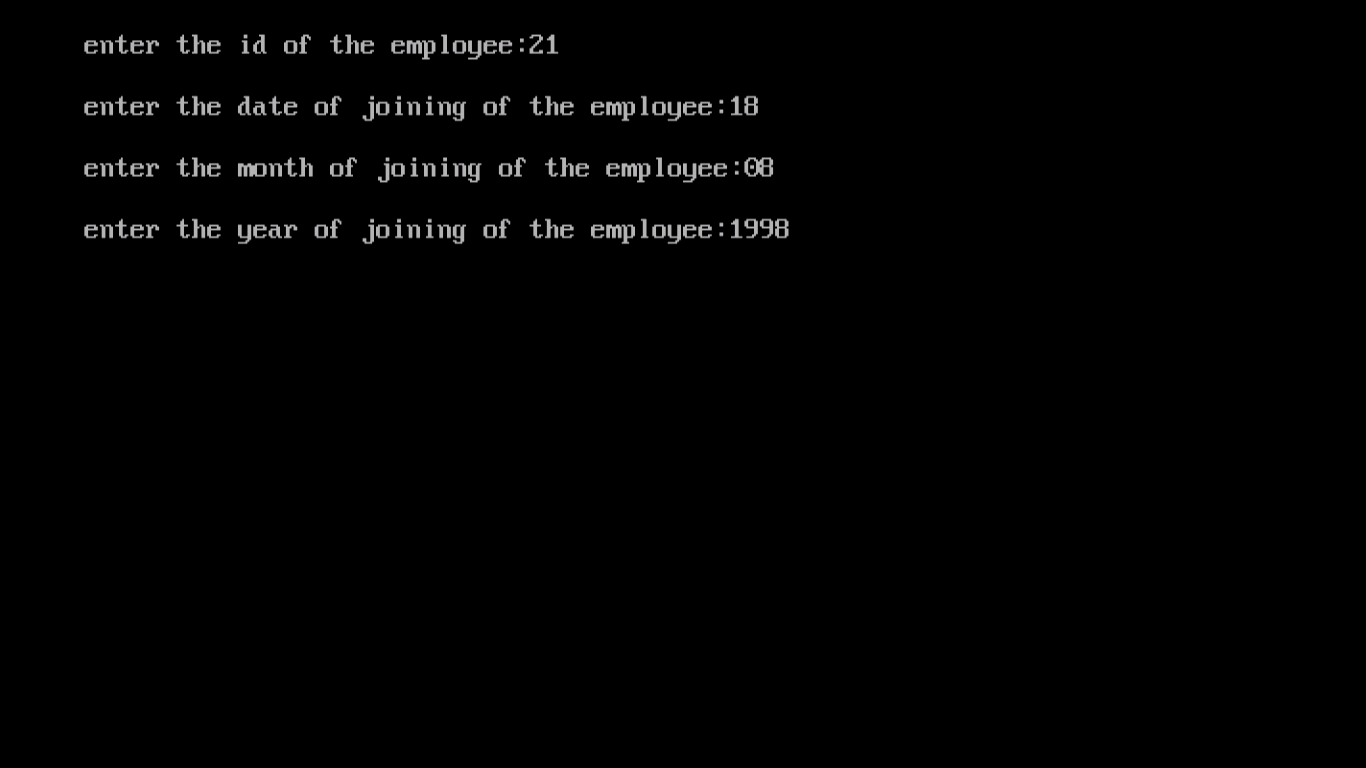 enter the id of the employee:21
enter the date of joining of the employee:18
enter the month of joining of the employee:08
enter the year of joining of the employee:1998